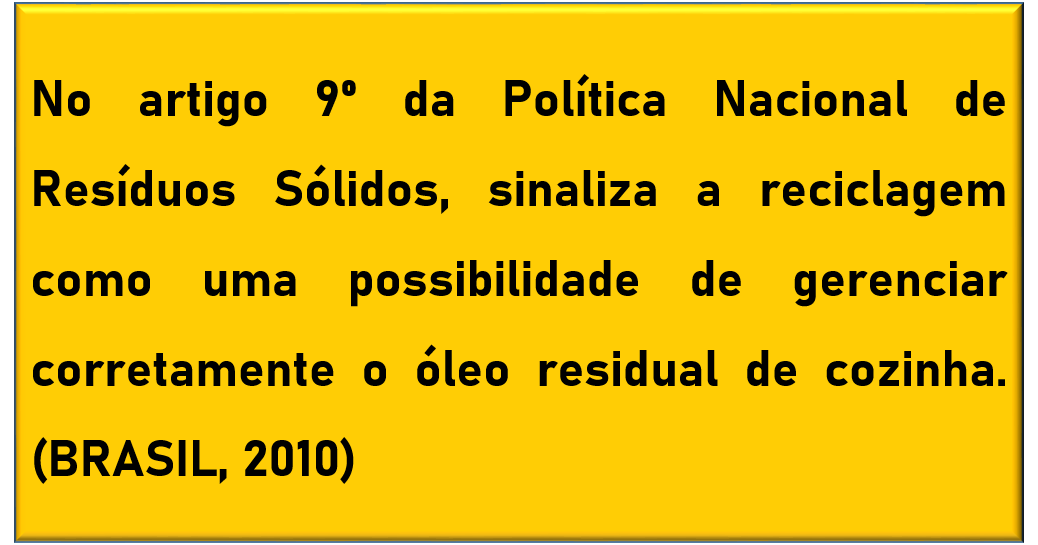 No artigo 9º da Política Nacional de
Resíduos Sólidos, sinaliza a reciclagem
como uma possibilidade de gerenciar
corretamente o óleo residual de cozinha.
(BRASIL, 2010)